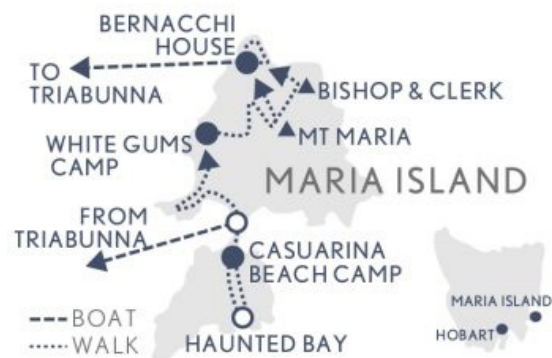 BERNACCHI
HOUSE
TO
TRIABUNNA
BISHOP & CLERK
MT MARIA
WHITE GUMS
CAMP
MARIA ISLAND
FROM
TRIABUNNA
CASUARINA
BEACH CAMP
HAUNTED BAY
BOAT
WALK
MARIA ISLAND
HOBART